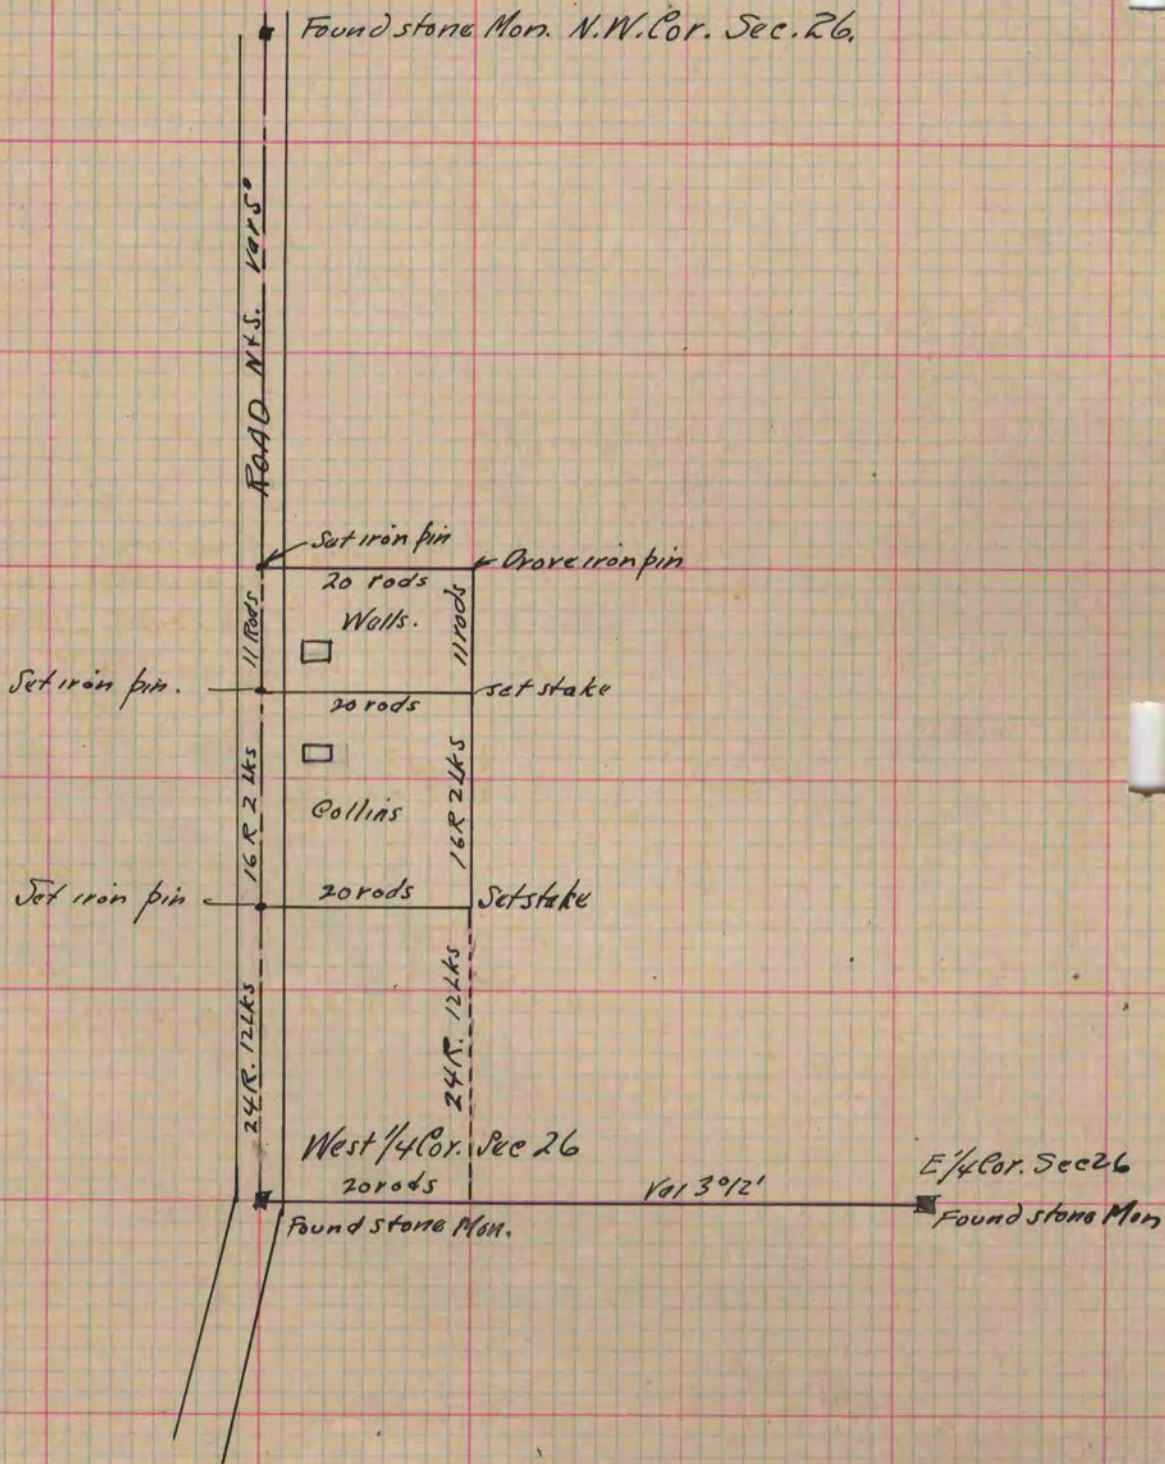 Found stone Mon. N.W. Cor. Sec. 26.
ROAD N+S. Var 5°
Sat iron pin
Drove iron pin
20 rods
11 Rods
Walls.
11 rods
Set iron pin.
set stake
20 rods
16 R 2 Lks
Collins
16 R 2 Lks
Set iron pin
20 rods
Set stake
24 R. 12 Lks
24 R. 12 Lks
West 1/4 Cor. Sec 26
20 rods
Var 3° 12'
E 1/4 Cor. Sec 26
Found stone Mon.
Found stone Mon